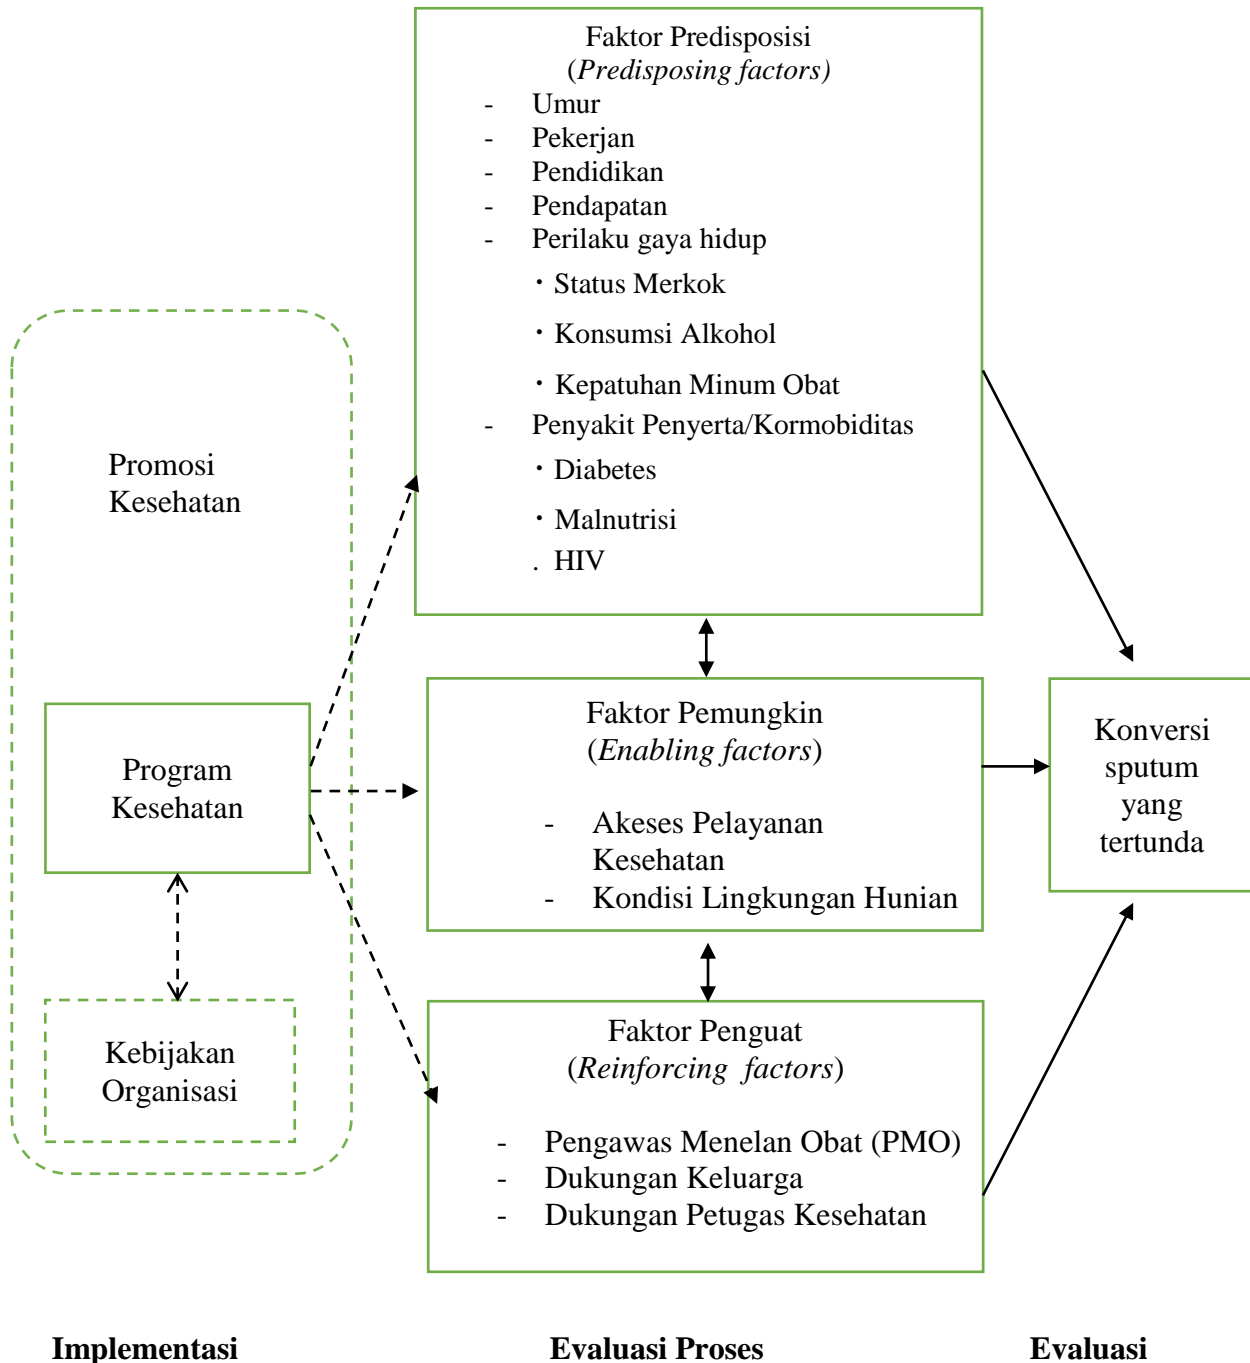 Faktor Predisposisi
(Predisposing factors)
- Umur
- Pekerjan
- Pendidikan
- Pendapatan
- Perilaku gaya hidup
· Status Merkok
· Konsumsi Alkohol
· Kepatuhan Minum Obat
- Penyakit Penyerta/Kormobiditas
· Diabetes
· Malnutrisi
. HIV
Promosi
Kesehatan
Program
Kesehatan
Kebijakan
Organisasi
Faktor Pemungkin
(Enabling factors)
- Akeses Pelayanan
Kesehatan
- Kondisi Lingkungan Hunian
Faktor Penguat
(Reinforcing factors)
- Pengawas Menelan Obat (PMO)
- Dukungan Keluarga
- Dukungan Petugas Kesehatan
Konversi
sputum
yang
tertunda
Implementasi
Evaluasi Proses
Evaluasi